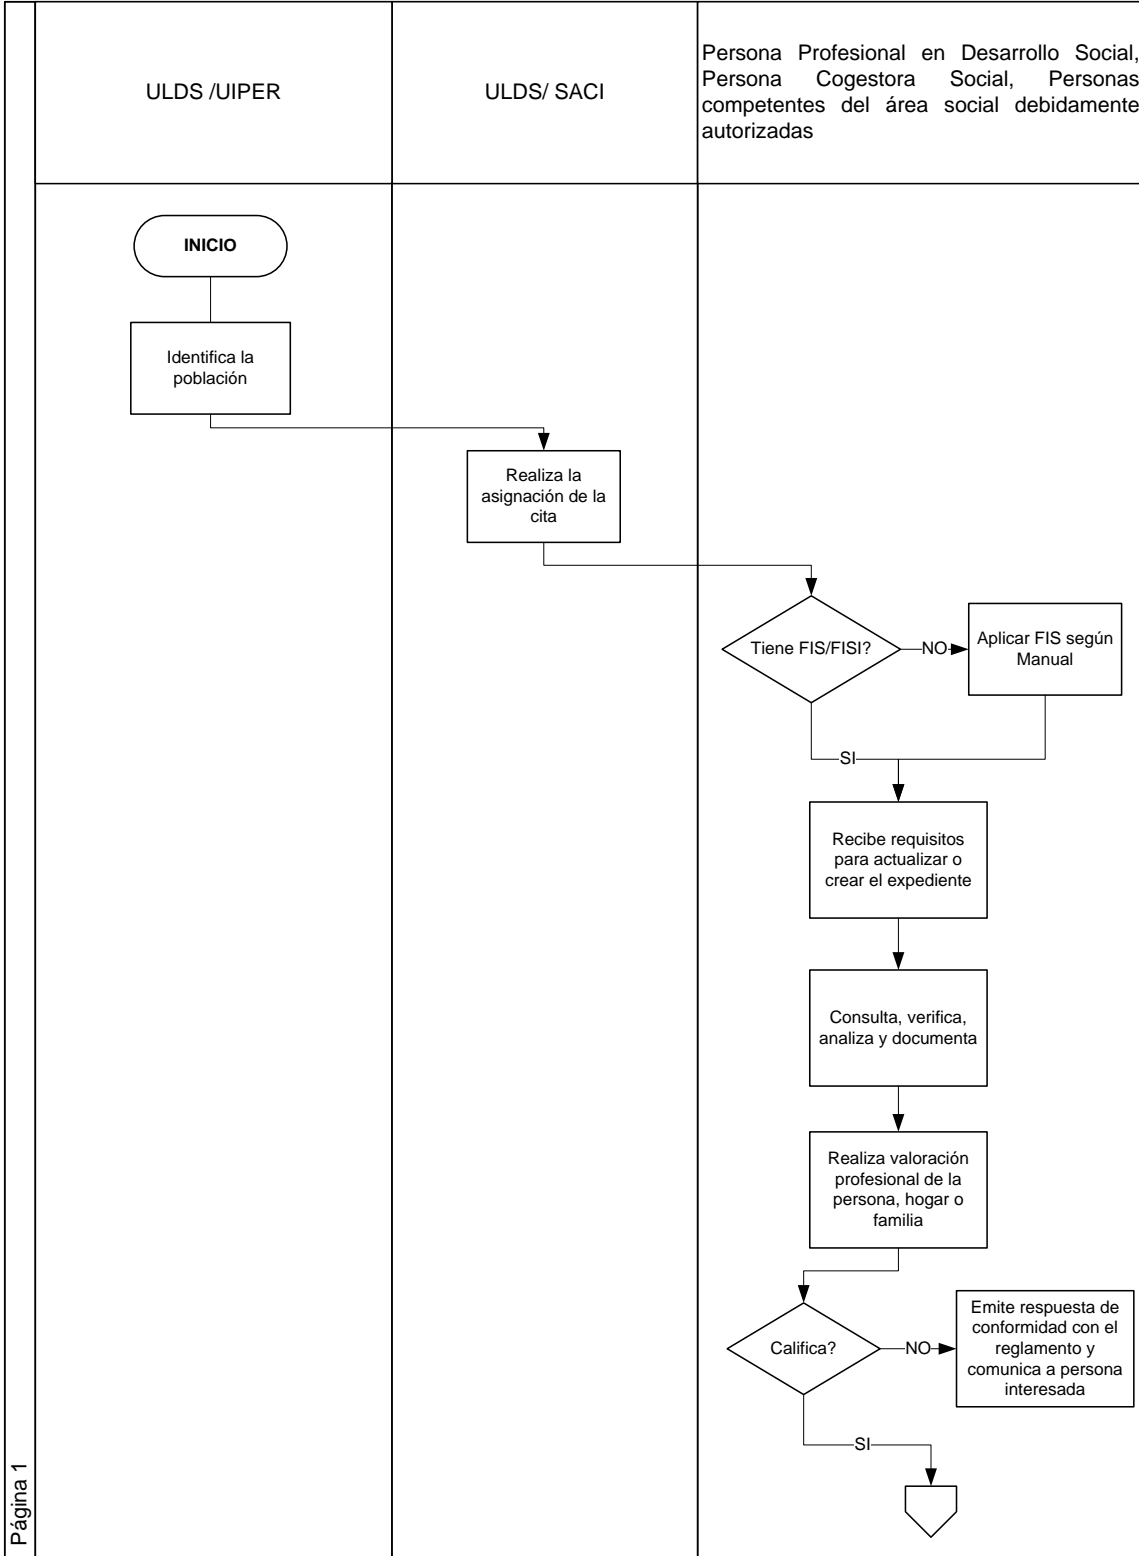 ULDS /UIPER
ULDS/ SACI
Persona Profesional en Desarrollo Social,
Persona Cogestora Social, Personas
competentes del área social debidamente
autorizadas
INICIO
Identifica la
población
Realiza la
asignación de la
cita
Tiene FIS/FISI?
NO
Aplicar FIS según
Manual
SI
Recibe requisitos
para actualizar o
crear el expediente
Consulta, verifica,
analiza y documenta
Realiza valoración
profesional de la
persona, hogar o
familia
Califica?
NO
Emite respuesta de
conformidad con el
reglamento y
comunica a persona
interesada
SI
Página 1